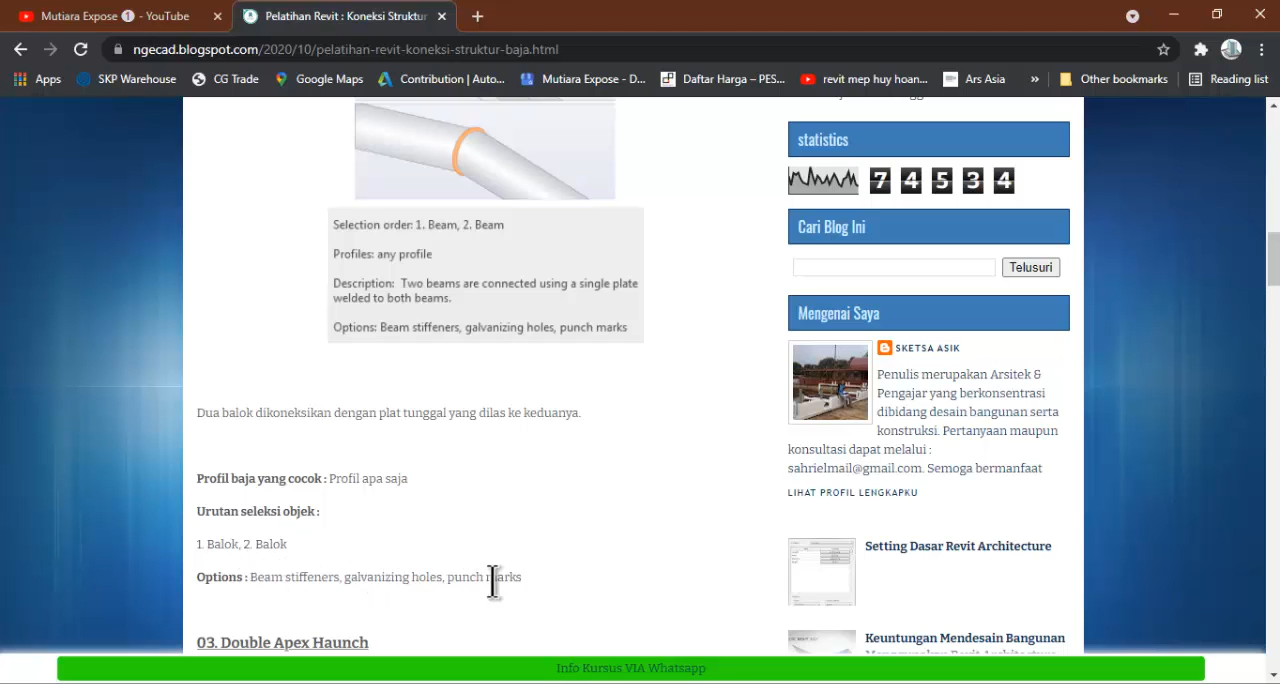 Mutiara Expose 1 - YouTube
Pelatihan Revit : Koneksi Struktur
ngecad.blogspot.com/2020/10/pelatihan-revit-koneksi-struktur-baja.html
Apps
SKP Warehouse
CG Trade
Google Maps
Contribution | Auto...
Mutiara Expose - D...
Daftar Harga – PES...
revit mep huy hoan...
Ars Asia
»
Other bookmarks
Reading list
Selection order: 1. Beam, 2. Beam
Profiles: any profile
Description: Two beams are connected using a single plate
welded to both beams.
Options: Beam stiffeners, galvanizing holes, punch marks
Dua balok dikoneksikan dengan plat tunggal yang dilas ke keduanya.
Profil baja yang cocok : Profil apa saja
Urutan seleksi objek :
1. Balok, 2. Balok
Options : Beam stiffeners, galvanizing holes, punch marks
03. Double Apex Haunch
statistics
7 4 5 3 4
Cari Blog Ini
Telusuri
Mengenai Saya
SKETSA ASIK
Penulis merupakan Arsitek &
Pengajar yang berkonsentrasi
dibidang desain bangunan serta
konstruksi. Pertanyaan maupun
konsultasi dapat melalui :
sahrielmail@gmail.com. Semoga bermanfaat
LIHAT PROFIL LENGKAPKU
Setting Dasar Revit Architecture
Keuntungan Mendesain Bangunan
Info Kursus VIA Whatsapp